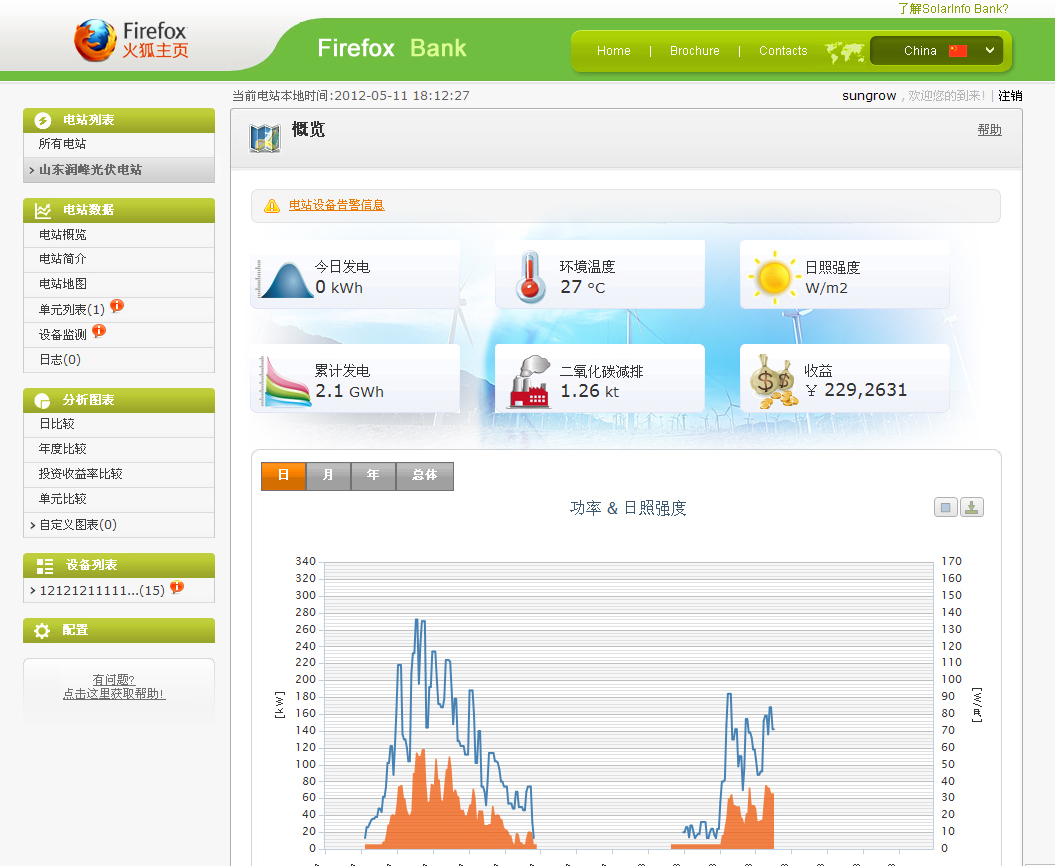 了解SolarInfo Bank?
Firefox
火狐主页
Firefox Bank
Home | Brochure | Contacts China
当前电站本地时间:2012-05-11 18:12:27
sungrow , 欢迎您的到来! | 注销
电站列表
所有电站
山东润峰光伏电站
电站数据
电站概览
电站简介
电站地图
单元列表(1)
设备监测
日志(0)
分析图表
日比较
年度比较
投资收益率比较
单元比较
自定义图表(0)
设备列表
12121211111...(15)
配置
有问题?
点击这里获取帮助!
概览
帮助
电站设备告警信息
今日发电
0 kWh
环境温度
27 ºC
日照强度
W/m2
累计发电
2.1 GWh
二氧化碳减排
1.26 kt
收益
￥ 229,2631
日 月 年 总体
功率 & 日照强度
340
320
300
280
260
240
220
200
180
160
140
120
100
80
60
40
20
0
[kW]
170
160
150
140
130
120
110
100
90
80
70
60
50
40
30
20
10
0
[W/㎡]